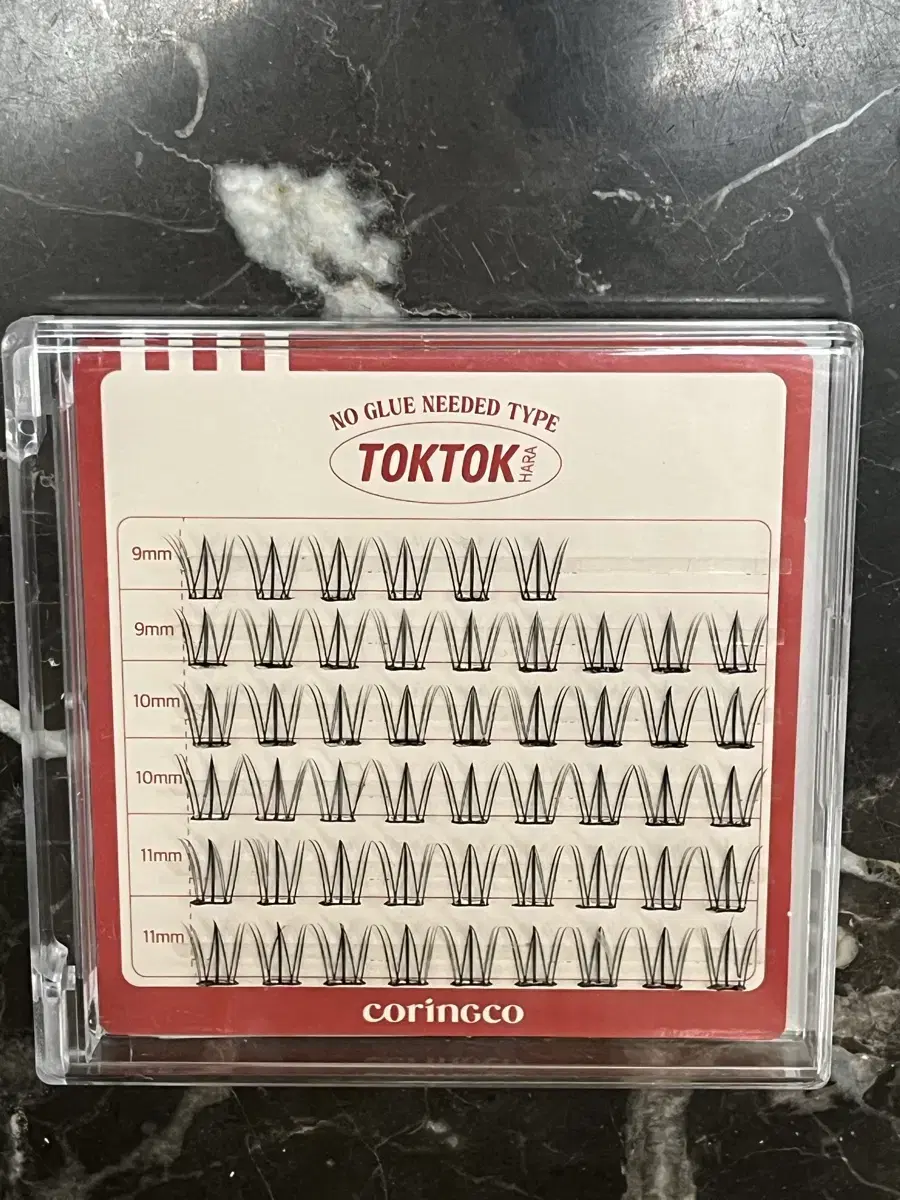 NO GLUE NEEDED TYPE
TOKTOK HARA
9mm
9mm
10mm
10mm
11mm
11mm
coringco